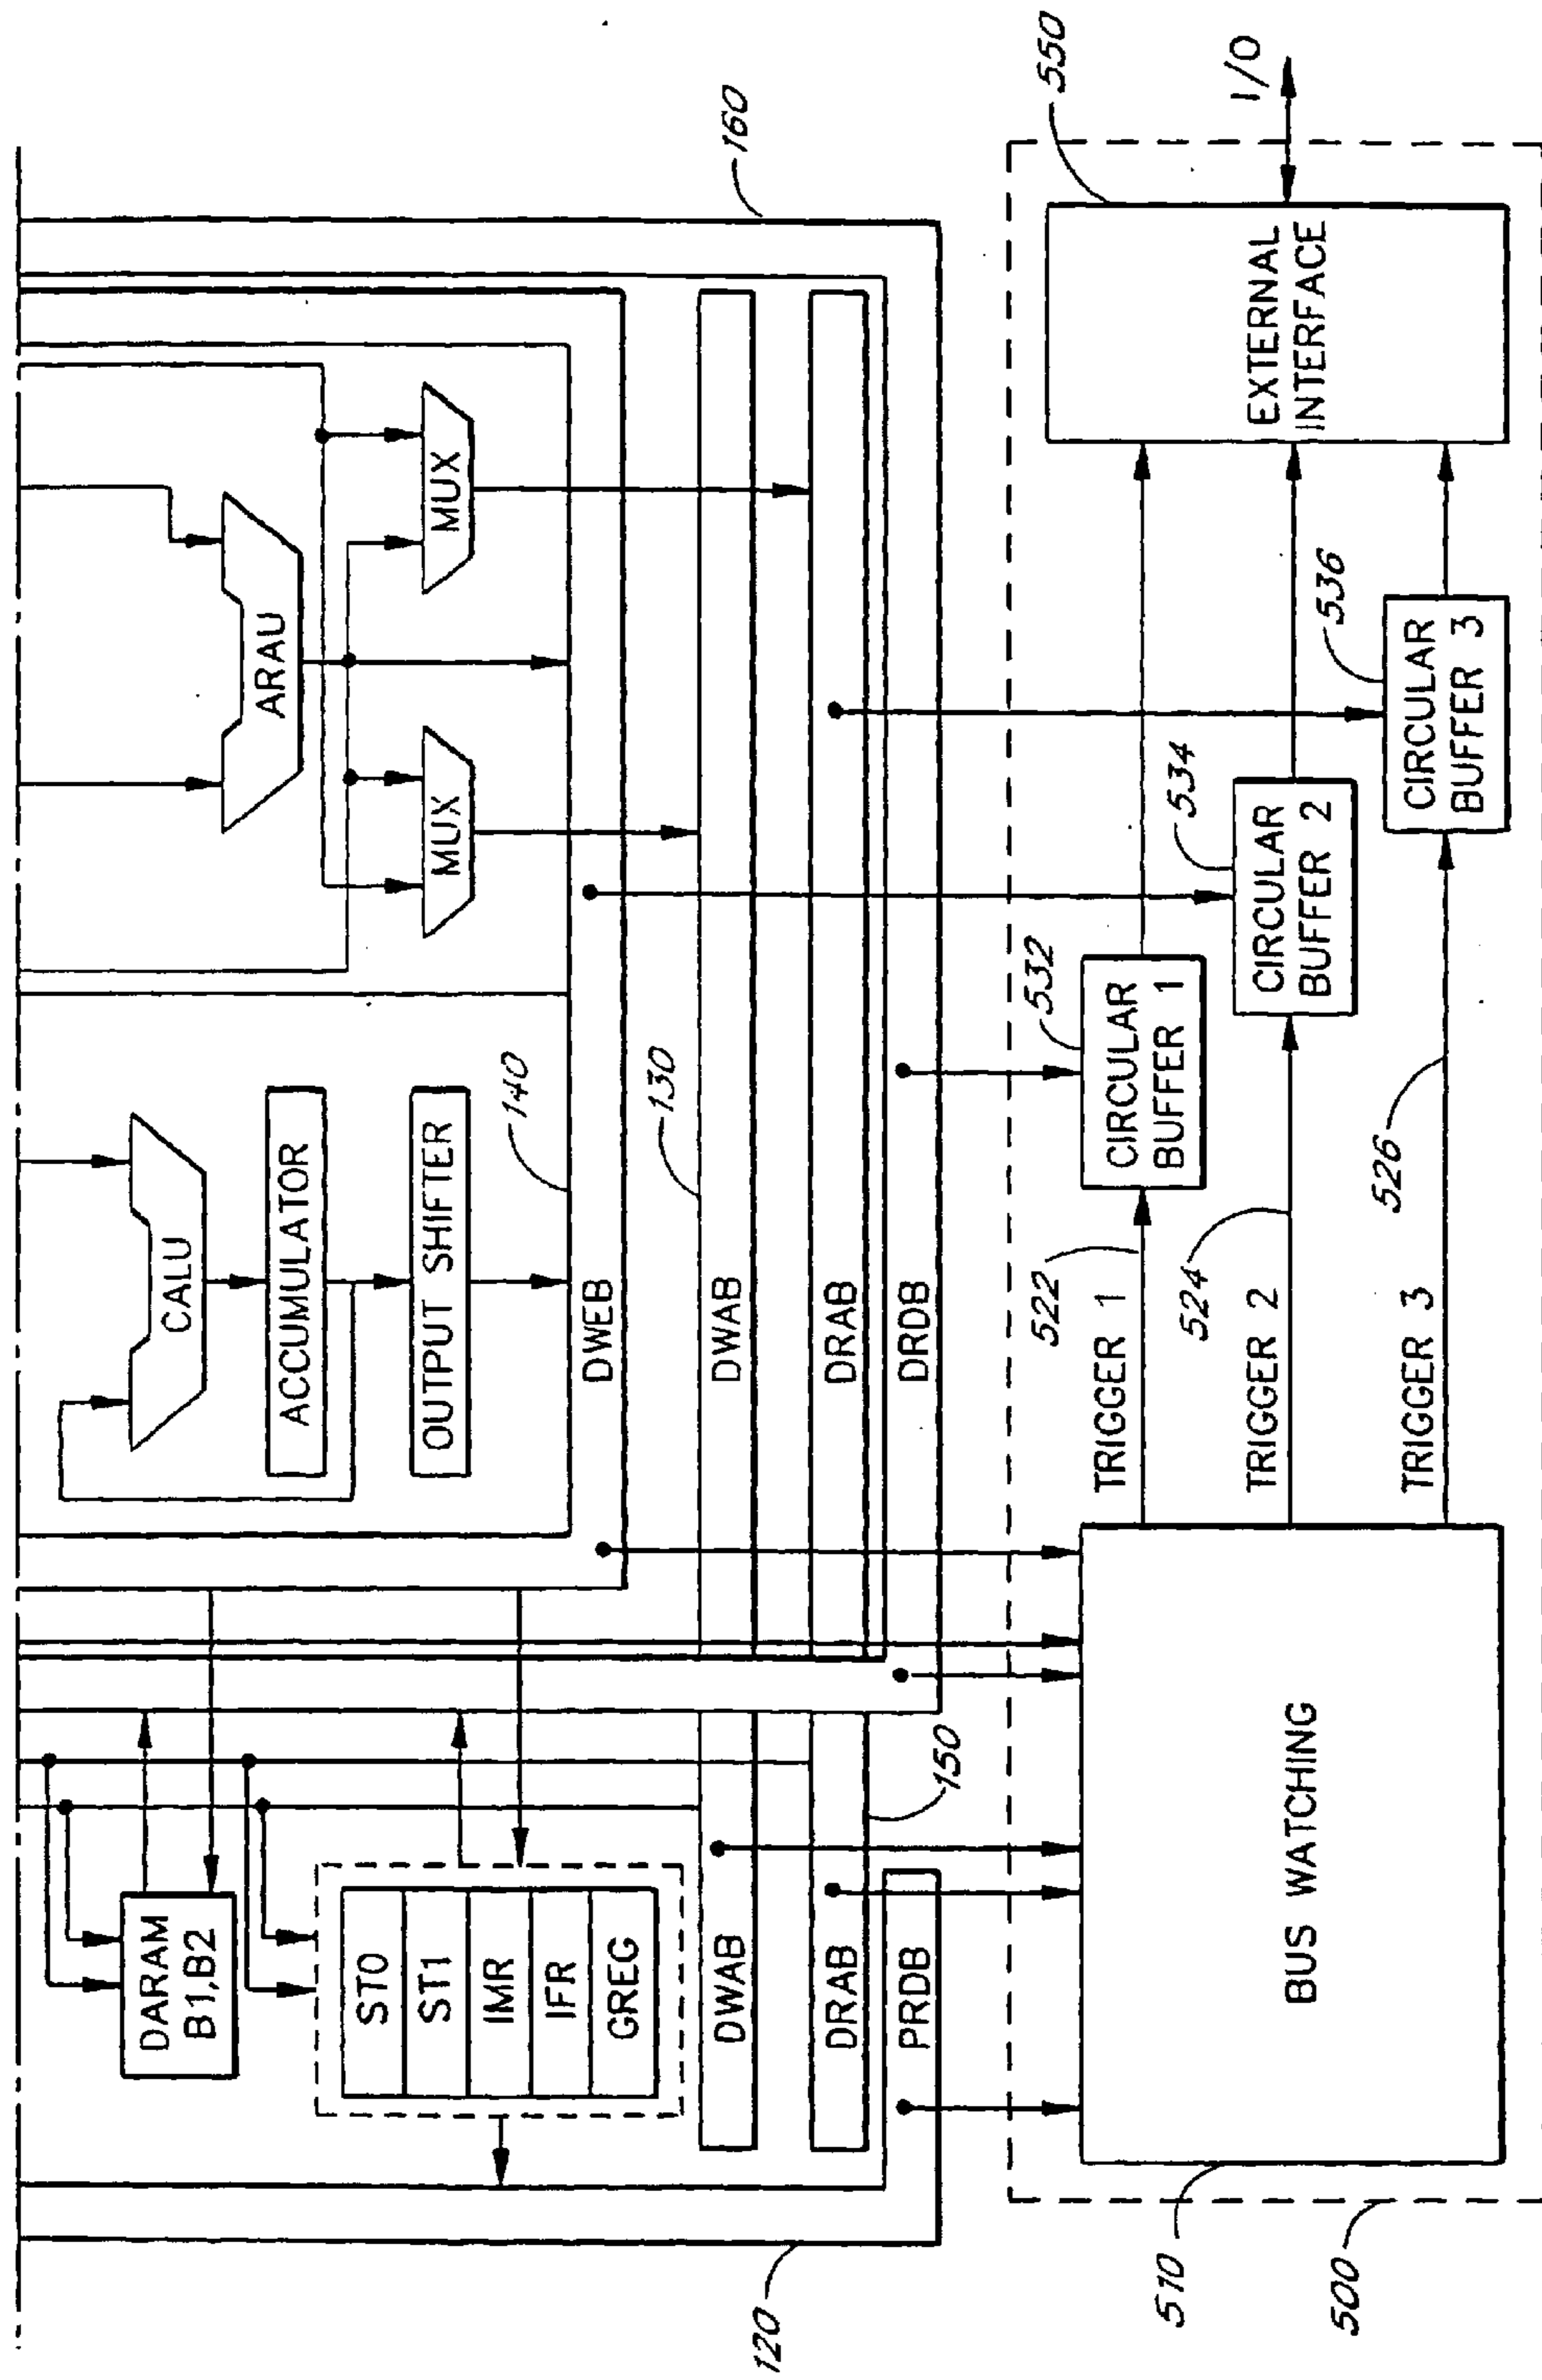 DARAM
B1,B2
ST0
ST1
IMR
IFR
GREG
CALU
ACCUMULATOR
OUTPUT SHIFTER
ARAU
MUX
MUX
140
DWEB
160
DWAB
130
DWAB
DRAB
DRAB
150
PRDB
DRDB
120
510
500
BUS WATCHING
TRIGGER 1
522
TRIGGER 2
524
TRIGGER 3
526
CIRCULAR
BUFFER 1
532
CIRCULAR
BUFFER 2
534
CIRCULAR
BUFFER 3
536
EXTERNAL
INTERFACE
550
I/O